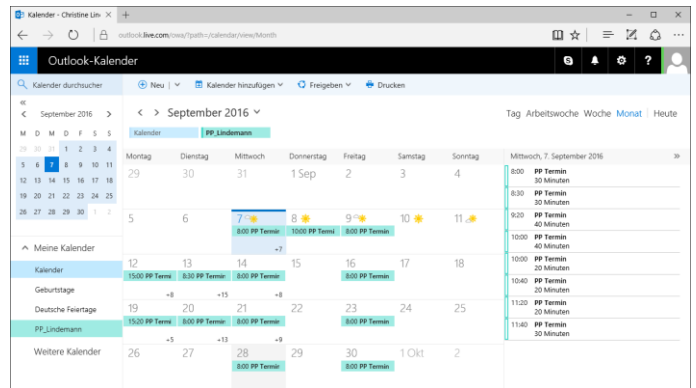 Kalender - Christine Lin
outlook.live.com/owa/?path=/calendar/view/Month
Outlook-Kalender
Kalender durchsucher
Neu
Kalender hinzufügen
Freigeben
Drucken
September 2016
M D M D F S S
29 30 31 1 2 3 4
5 6 7 8 9 10 11
12 13 14 15 16 17 18
19 20 21 22 23 24 25
26 27 28 29 30 1 2
Meine Kalender
Kalender
Geburtstage
Deutsche Feiertage
PP_Lindemann
Weitere Kalender
September 2016
Tag Arbeitswoche Woche Monat Heute
Kalender PP_Lindemann
Montag Dienstag Mittwoch Donnerstag Freitag Samstag Sonntag
29 30 31 1 Sep 2 3 4
5 6 7 8 9 10 11
8:00 PP Termin 10:00 PP Termi 8:00 PP Termin
+7
12 13 14 15 16 17 18
15:00 PP Termi 8:30 PP Termin 8:00 PP Termin 8:00 PP Termin
+8 +15 +8
19 20 21 22 23 24 25
15:20 PP Termi 8:00 PP Termin 8:00 PP Termin 8:00 PP Termin
+5 +13 +9
26 27 28 29 30 1 Okt 2
8:00 PP Termin 8:00 PP Termin
Mittwoch, 7. September 2016
8:00 PP Termin
30 Minuten
8:30 PP Termin
30 Minuten
9:20 PP Termin
40 Minuten
10:00 PP Termin
40 Minuten
10:00 PP Termin
20 Minuten
10:40 PP Termin
20 Minuten
11:20 PP Termin
20 Minuten
11:40 PP Termin
30 Minuten